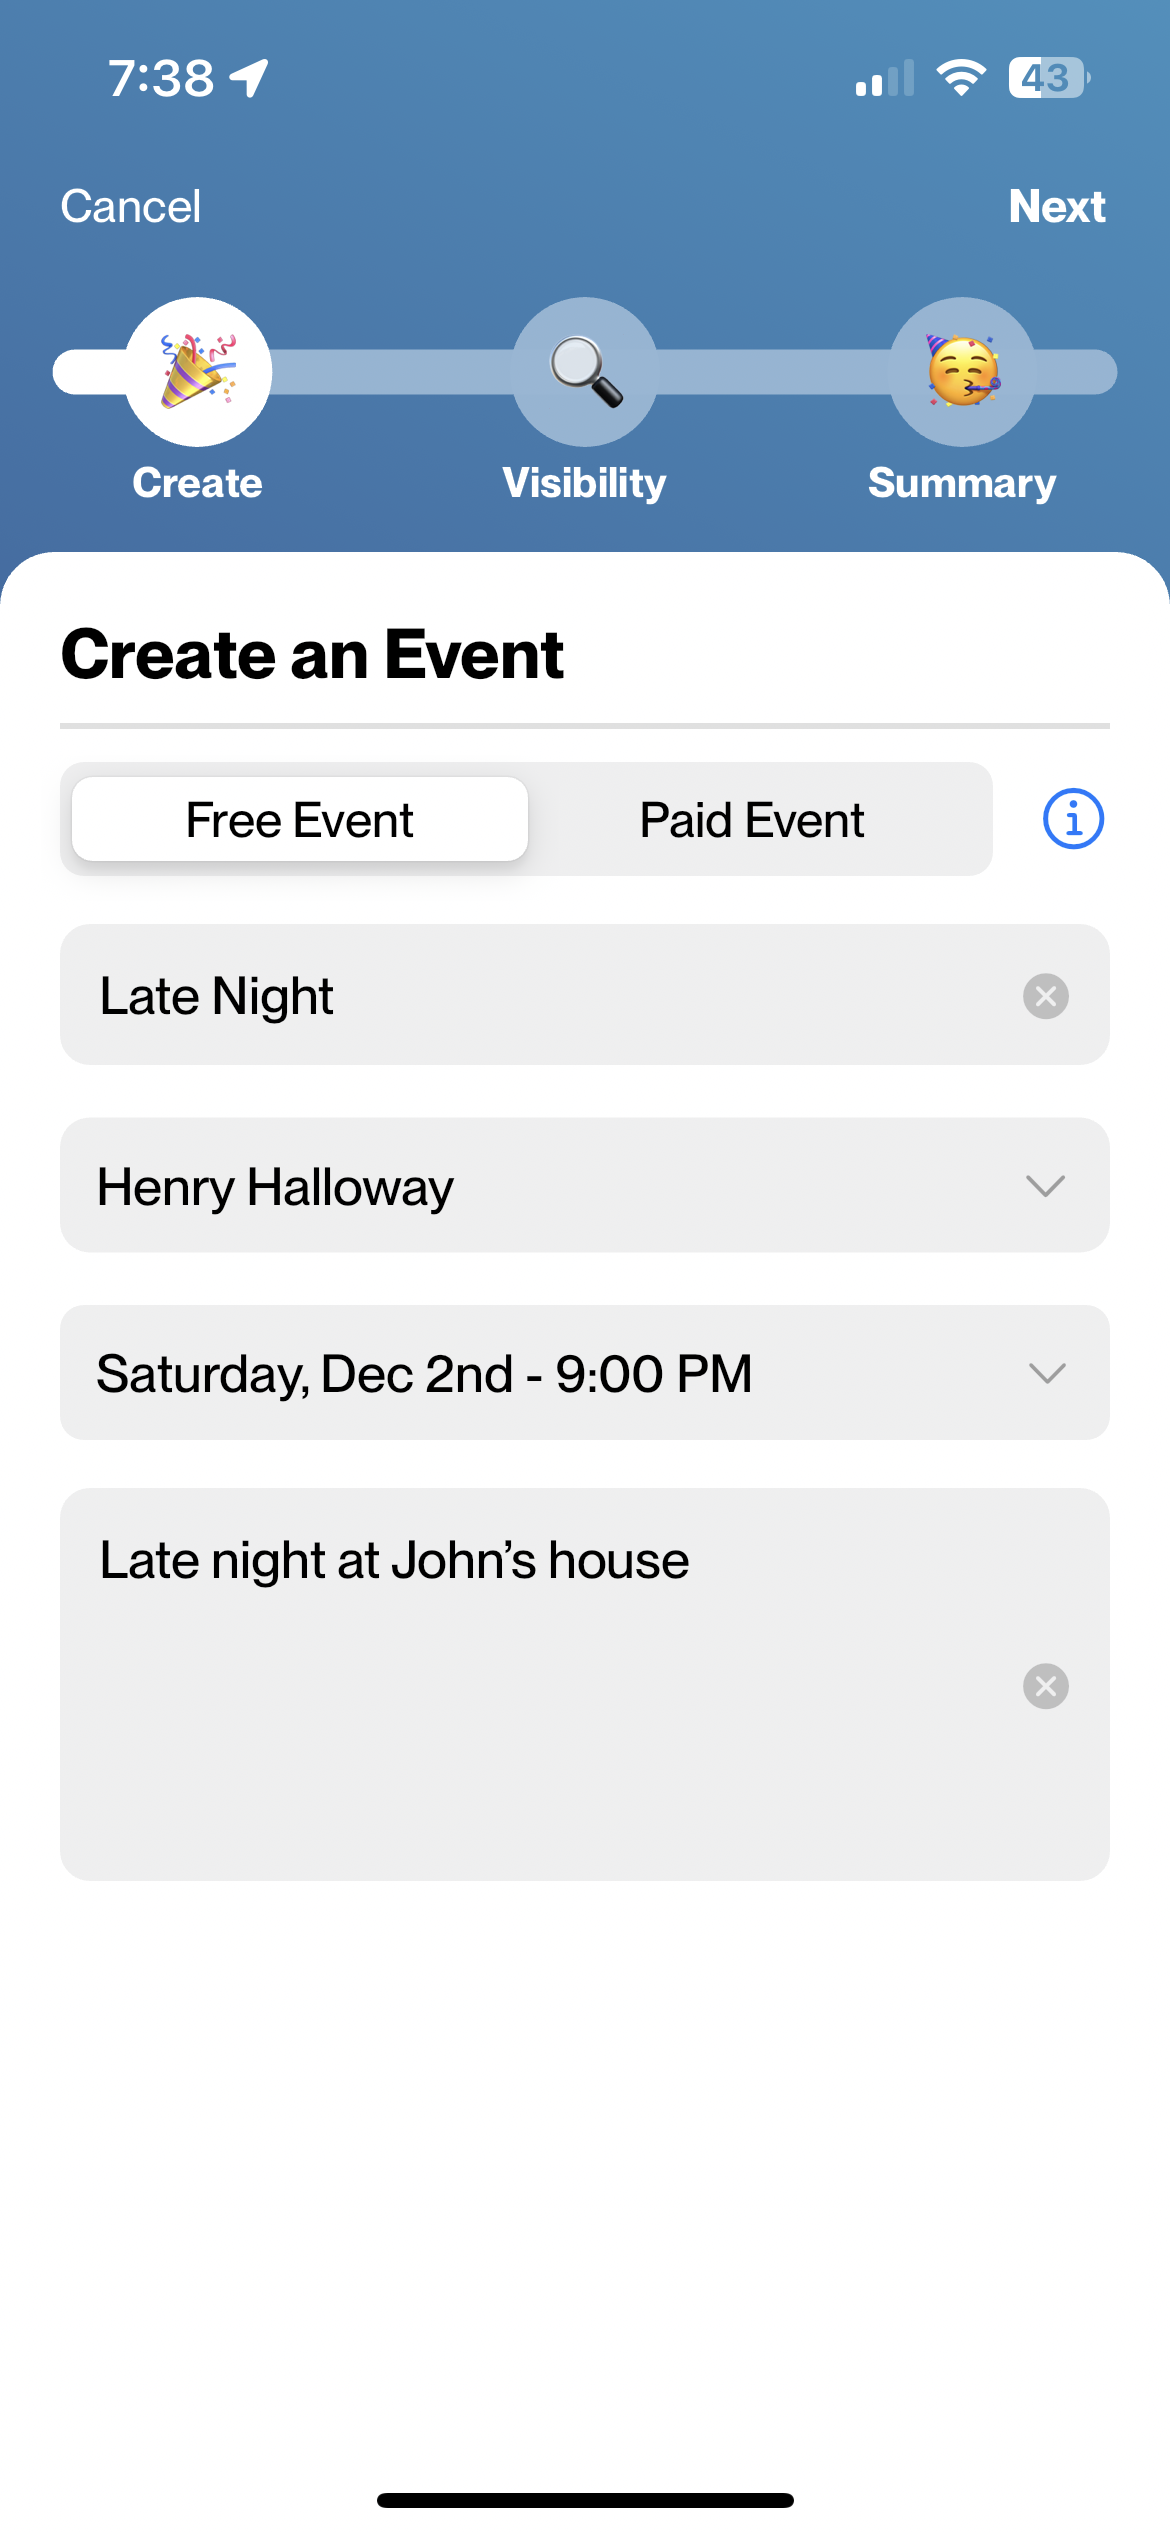 7:38
43
Cancel
Next
Create
Visibility
Summary
Create an Event
Free Event
Paid Event
Late Night
Henry Halloway
Saturday, Dec 2nd - 9:00 PM
Late night at John’s house